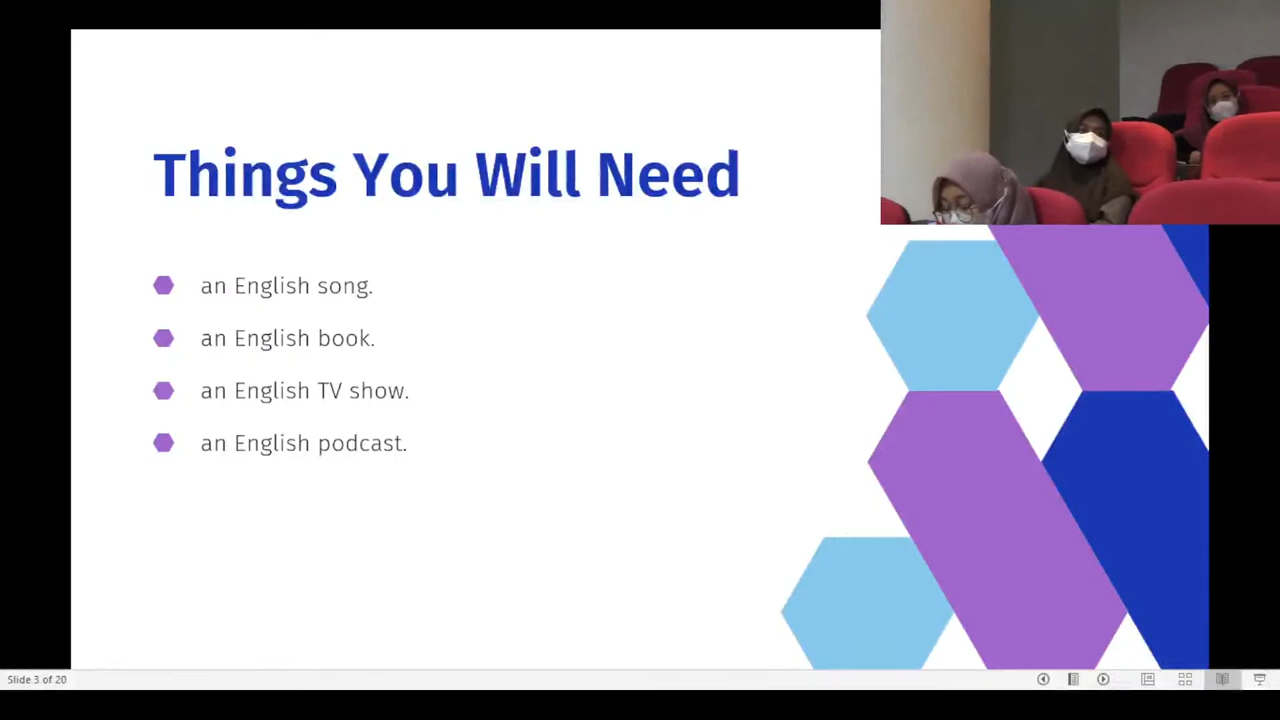 Things You Will Need
an English song.
an English book.
an English TV show.
an English podcast.
Slide 3 of 20